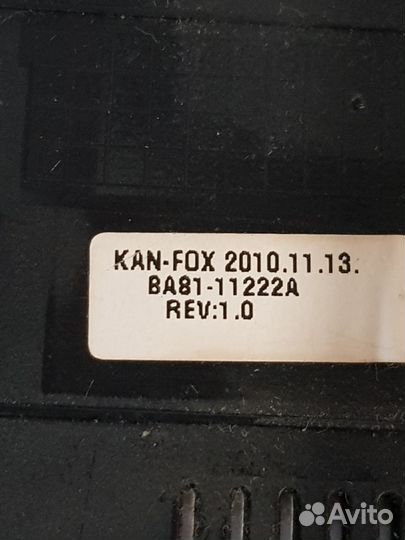 KAN-FOX 2010.11.13.
BA81-11222A
REV:1.0
Avito